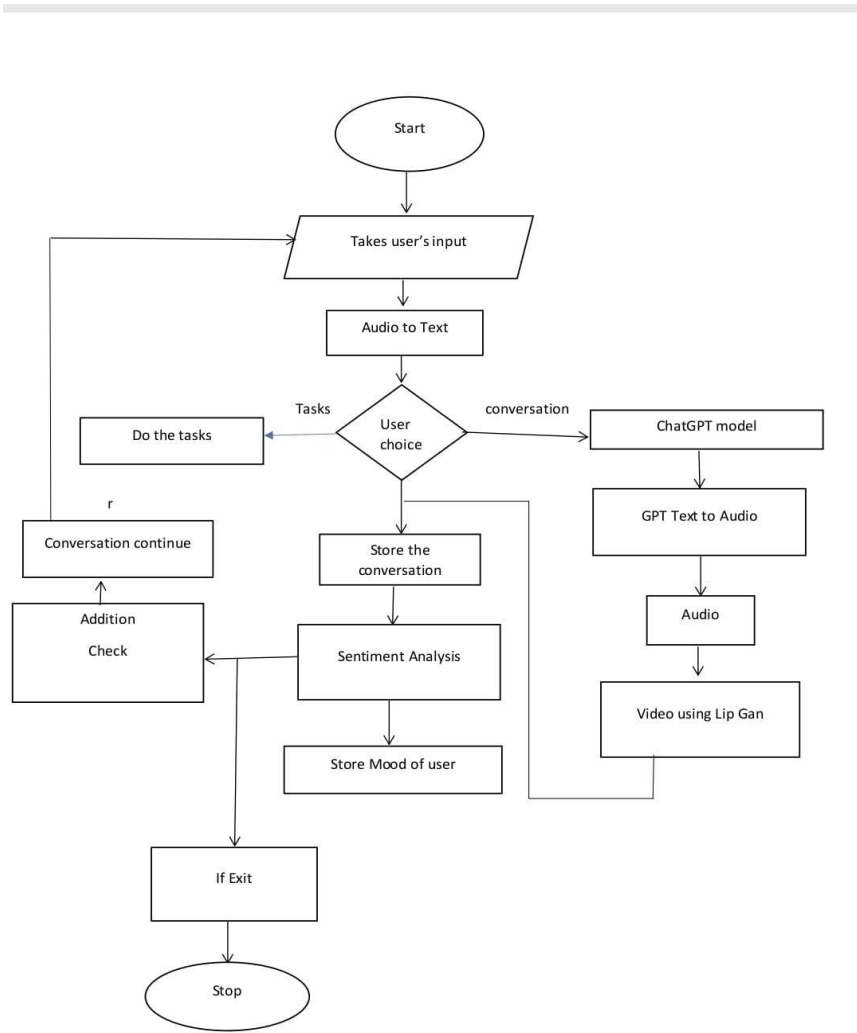 Start
Takes user's input
Audio to Text
Tasks
conversation
User
choice
Do the tasks
ChatGPT model
r
GPT Text to Audio
Conversation continue
Store the
conversation
Addition
Check
Audio
Sentiment Analysis
Video using Lip Gan
Store Mood of user
If Exit
Stop